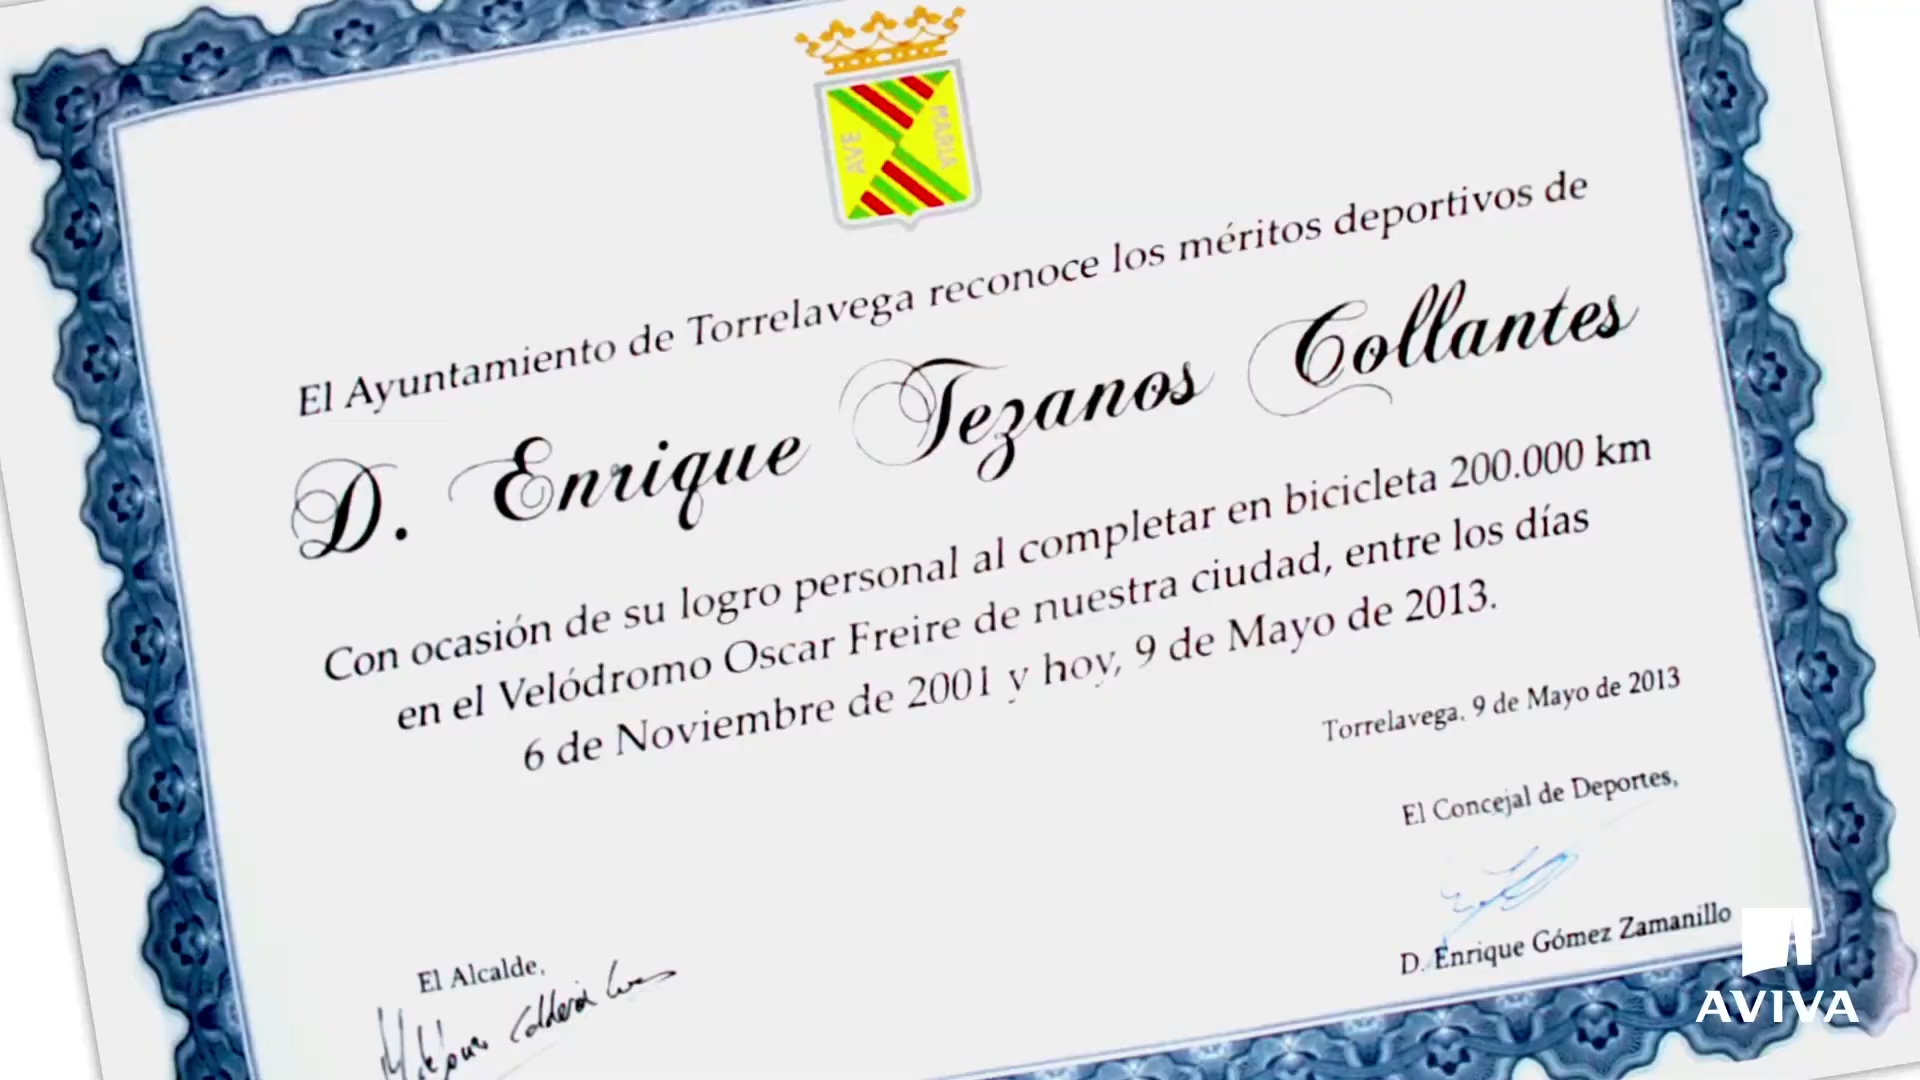 AVE
MARIA
El Ayuntamiento de Torrelavega reconoce los méritos deportivos de
D. Enrique Tezanos Collantes
Con ocasión de su logro personal al completar en bicicleta 200.000 km
en el Velódromo Oscar Freire de nuestra ciudad, entre los días
6 de Noviembre de 2001 y hoy, 9 de Mayo de 2013.
Torrelavega, 9 de Mayo de 2013
El Concejal de Deportes,
D. Enrique Gómez Zamanillo
El Alcalde,
Calderón
AVIVA